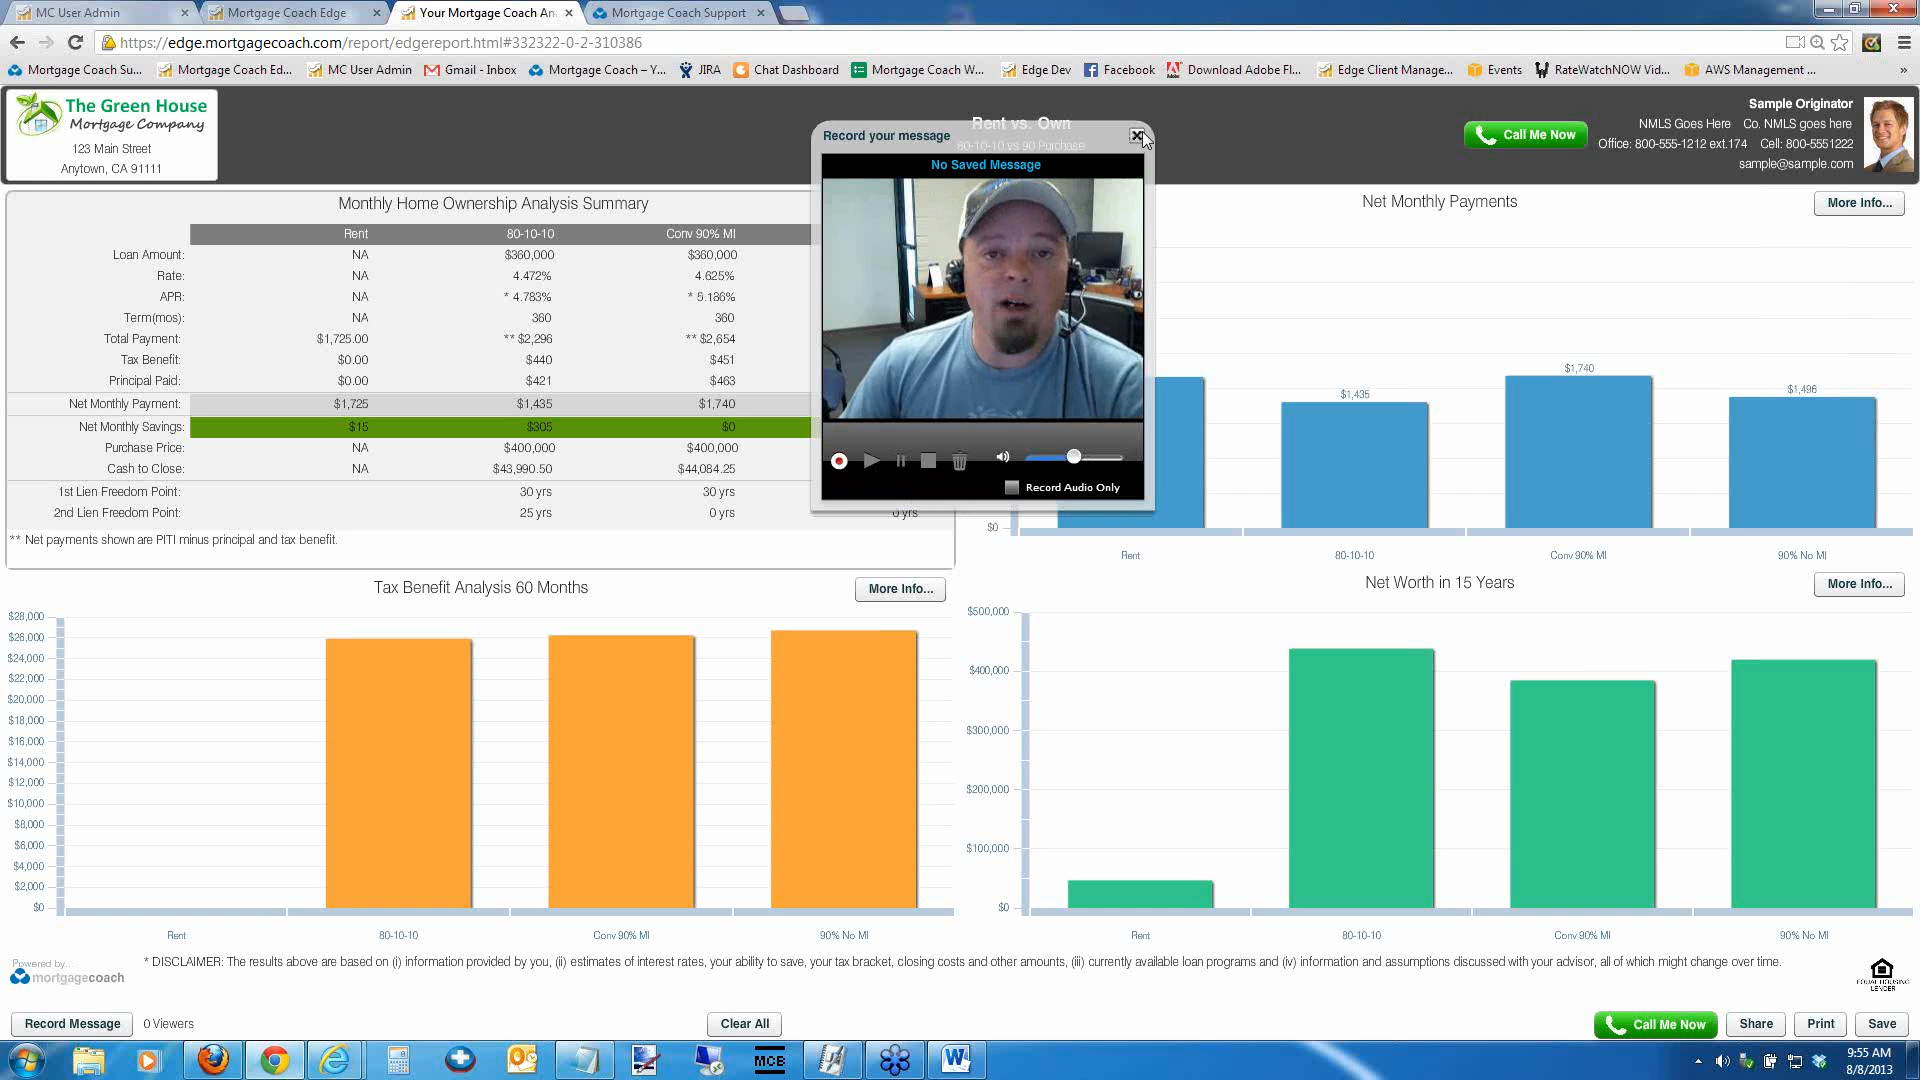 MC User Admin
Mortgage Coach Edge
Your Mortgage Coach An
Mortgage Coach Support
https://edge.mortgagecoach.com/report/edgereport.html#332322-0-2-310386
Mortgage Coach Su...
Mortgage Coach Ed...
MC User Admin
Gmail - Inbox
Mortgage Coach – Y...
JIRA
Chat Dashboard
Mortgage Coach W...
Edge Dev
Facebook
Download Adobe Fl...
Edge Client Manage...
Events
RateWatchNOW Vid...
AWS Management ...
»
The Green House
Mortgage Company
123 Main Street
Anytown, CA 91111
Rent vs. Own
80-10-10 vs 90 Purchase
Call Me Now
Sample Originator
NMLS Goes Here Co. NMLS goes here
Office: 800-555-1212 ext.174 Cell: 800-5551222
sample@sample.com
Record your message
No Saved Message
Record Audio Only
Monthly Home Ownership Analysis Summary
Rent 80-10-10 Conv 90% MI
Loan Amount: NA $360,000 $360,000
Rate: NA 4.472% 4.625%
APR: NA * 4.783% * 5.186%
Term(mos): NA 360 360
Total Payment: $1,725.00 ** $2,296 ** $2,654
Tax Benefit: $0.00 $440 $451
Principal Paid: $0.00 $421 $463
Net Monthly Payment: $1,725 $1,435 $1,740
Net Monthly Savings: $15 $305 $0
Purchase Price: NA $400,000 $400,000
Cash to Close: NA $43,990.50 $44,084.25
1st Lien Freedom Point: 30 yrs 30 yrs
2nd Lien Freedom Point: 25 yrs 0 yrs 0 yrs
** Net payments shown are PITI minus principal and tax benefit.
Net Monthly Payments
More Info...
$1,435
$1,740
$1,496
$0
Rent 80-10-10 Conv 90% MI 90% No MI
Tax Benefit Analysis 60 Months
More Info...
$28,000
$26,000
$24,000
$22,000
$20,000
$18,000
$16,000
$14,000
$12,000
$10,000
$8,000
$6,000
$4,000
$2,000
$0
Rent 80-10-10 Conv 90% MI 90% No MI
Net Worth in 15 Years
More Info...
$500,000
$400,000
$300,000
$200,000
$100,000
$0
Rent 80-10-10 Conv 90% MI 90% No MI
Powered by...
mortgagecoach
* DISCLAIMER: The results above are based on (i) information provided by you, (ii) estimates of interest rates, your ability to save, your tax bracket, closing costs and other amounts, (iii) currently available loan programs and (iv) information and assumptions discussed with your advisor, all of which might change over time.
EQUAL HOUSING
LENDER
Record Message
0 Viewers
Clear All
Call Me Now
Share
Print
Save
MCB
9:55 AM
8/8/2013